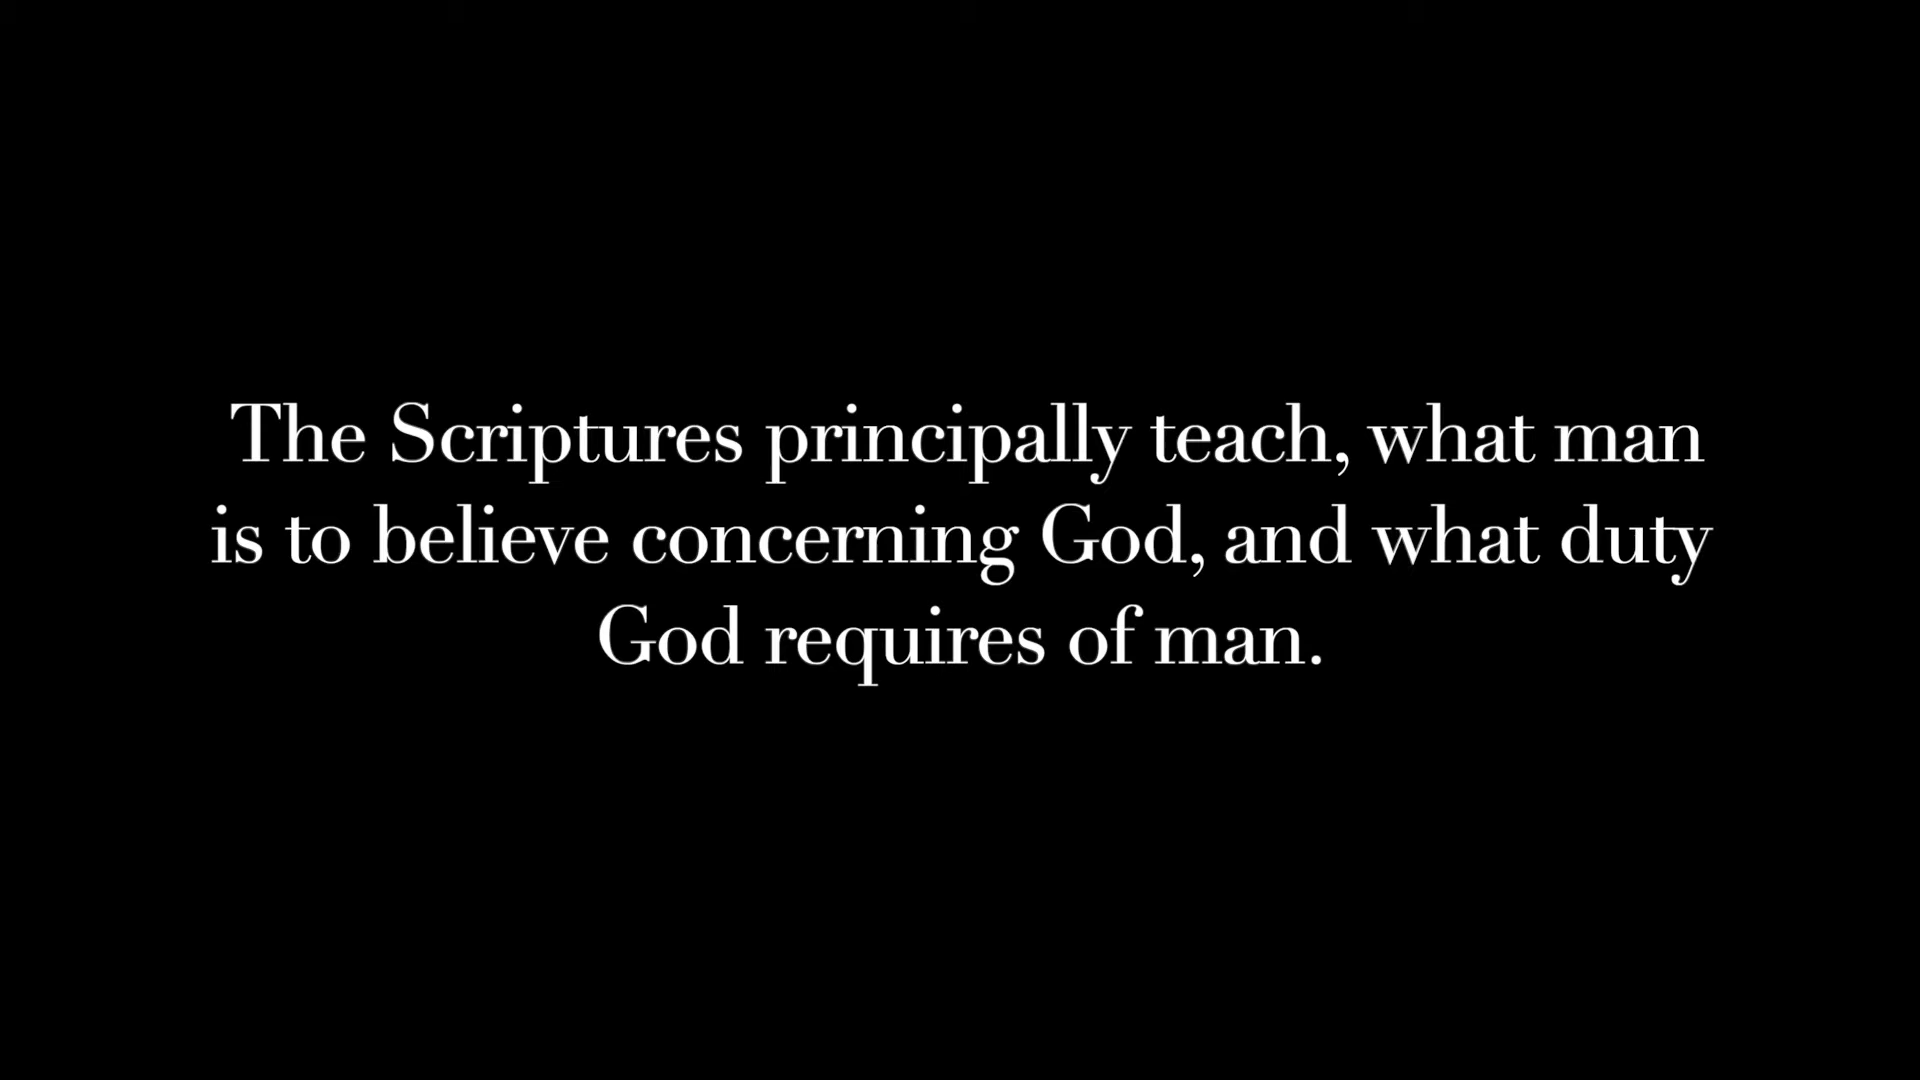 The Scriptures principally teach, what man
is to believe concerning God, and what duty
God requires of man.